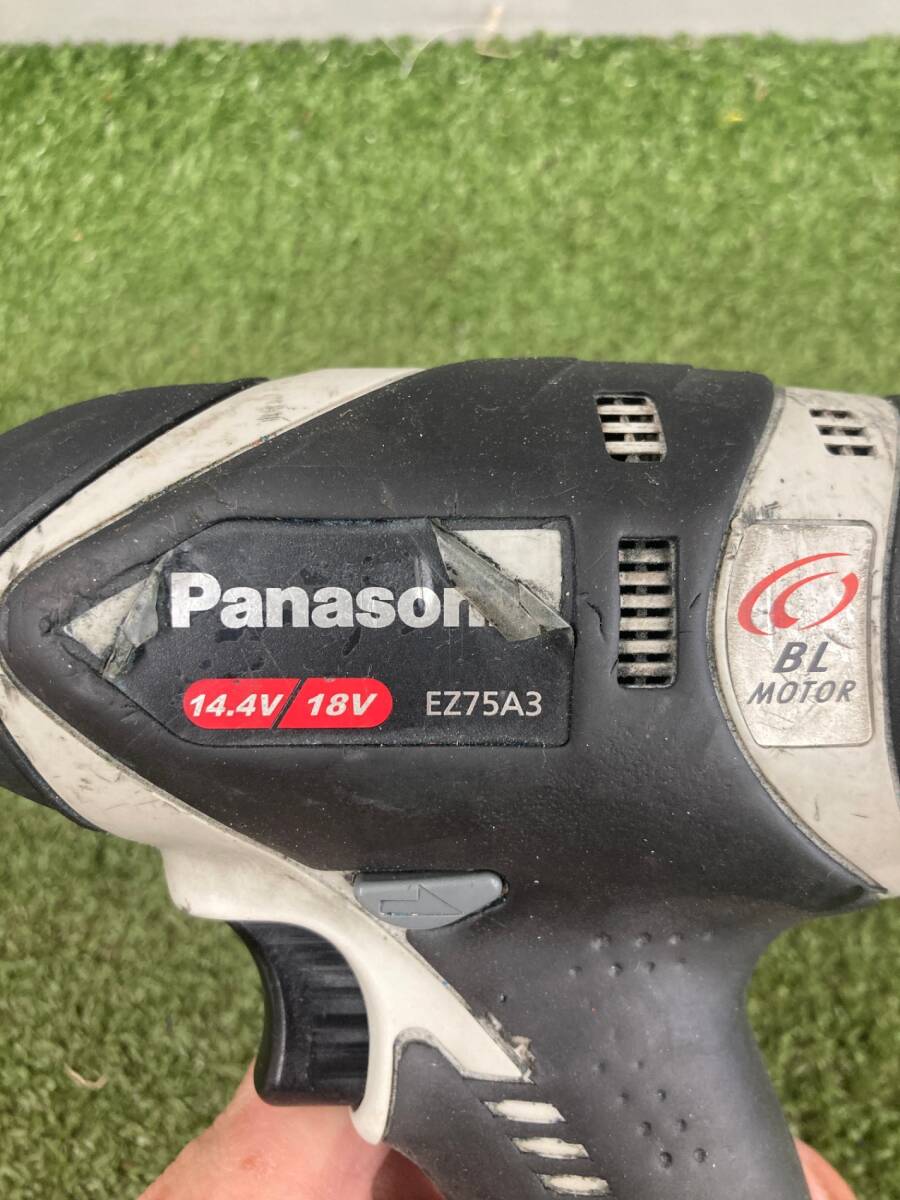 Panason
14.4V/18V EZ75A3
BL
MOTOR